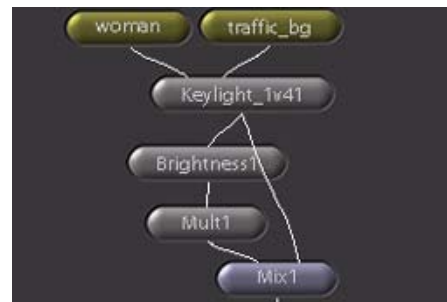 woman
traffic_bg
Keylight_1v41
Brightness1
Mult1
Mix1